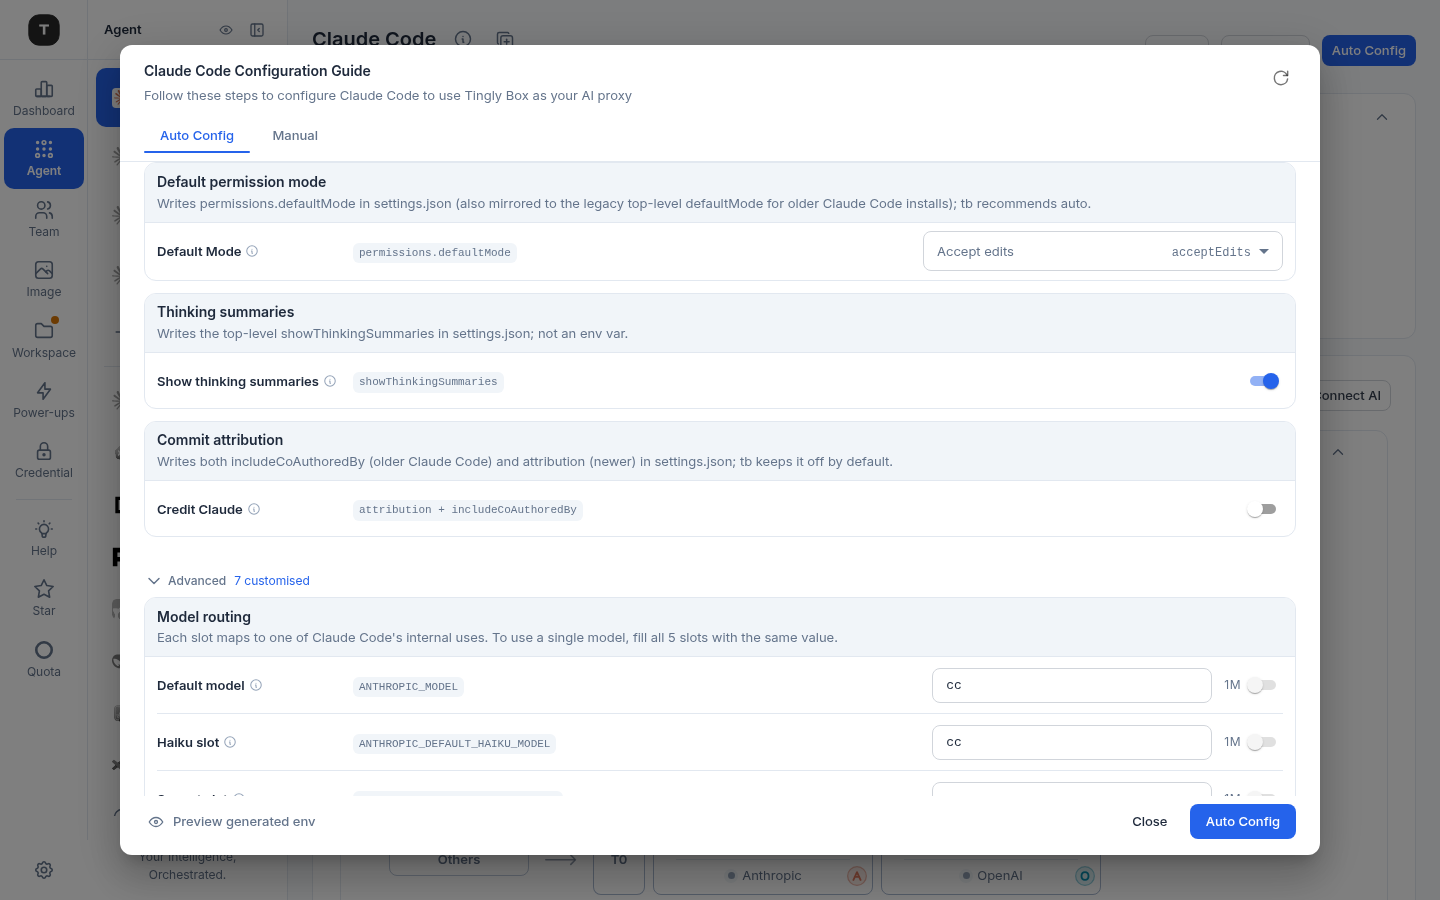 T
Agent
Claude Code
Auto Config
Dashboard
Agent
Team
Image
Workspace
Power-ups
Credential
Help
Star
Quota
Claude Code Configuration Guide
Follow these steps to configure Claude Code to use Tingly Box as your AI proxy
Auto Config
Manual
Default permission mode
Writes permissions.defaultMode in settings.json (also mirrored to the legacy top-level defaultMode for older Claude Code installs); tb recommends auto.
Default Mode
permissions.defaultMode
Accept edits
acceptEdits
Thinking summaries
Writes the top-level showThinkingSummaries in settings.json; not an env var.
Show thinking summaries
showThinkingSummaries
Commit attribution
Writes both includeCoAuthoredBy (older Claude Code) and attribution (newer) in settings.json; tb keeps it off by default.
Credit Claude
attribution + includeCoAuthoredBy
Advanced 7 customised
Model routing
Each slot maps to one of Claude Code's internal uses. To use a single model, fill all 5 slots with the same value.
Default model
ANTHROPIC_MODEL
cc
1M
Haiku slot
ANTHROPIC_DEFAULT_HAIKU_MODEL
cc
1M
Preview generated env
Close
Auto Config
AI
Your Intelligence,
Orchestrated.
Others
T0
Anthropic
A
OpenAI
O